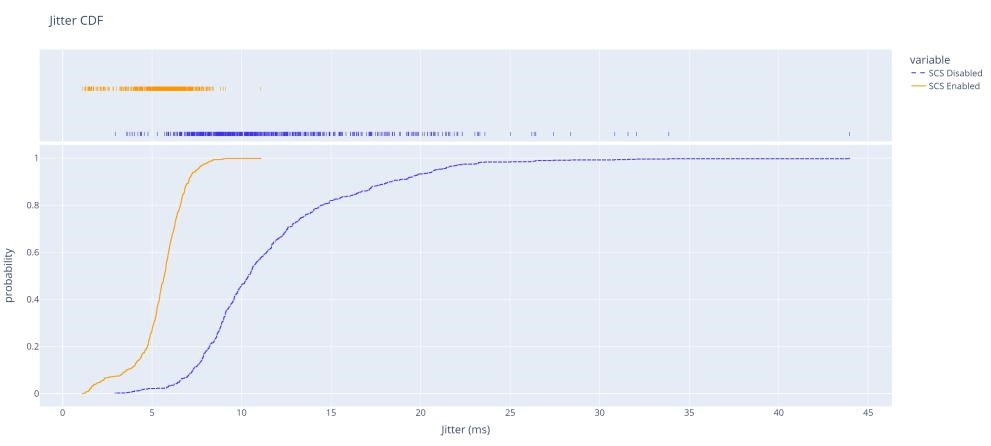 Jitter CDF
variable
SCS Disabled
SCS Enabled
1
0.8
0.6
0.4
0.2
0
probability
0 5 10 15 20 25 30 35 40 45
Jitter (ms)